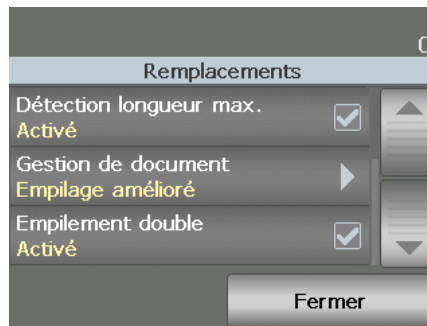 Remplacements
Détection longueur max.
Activé
Gestion de document
Empilage amélioré
Empilement double
Activé
Fermer